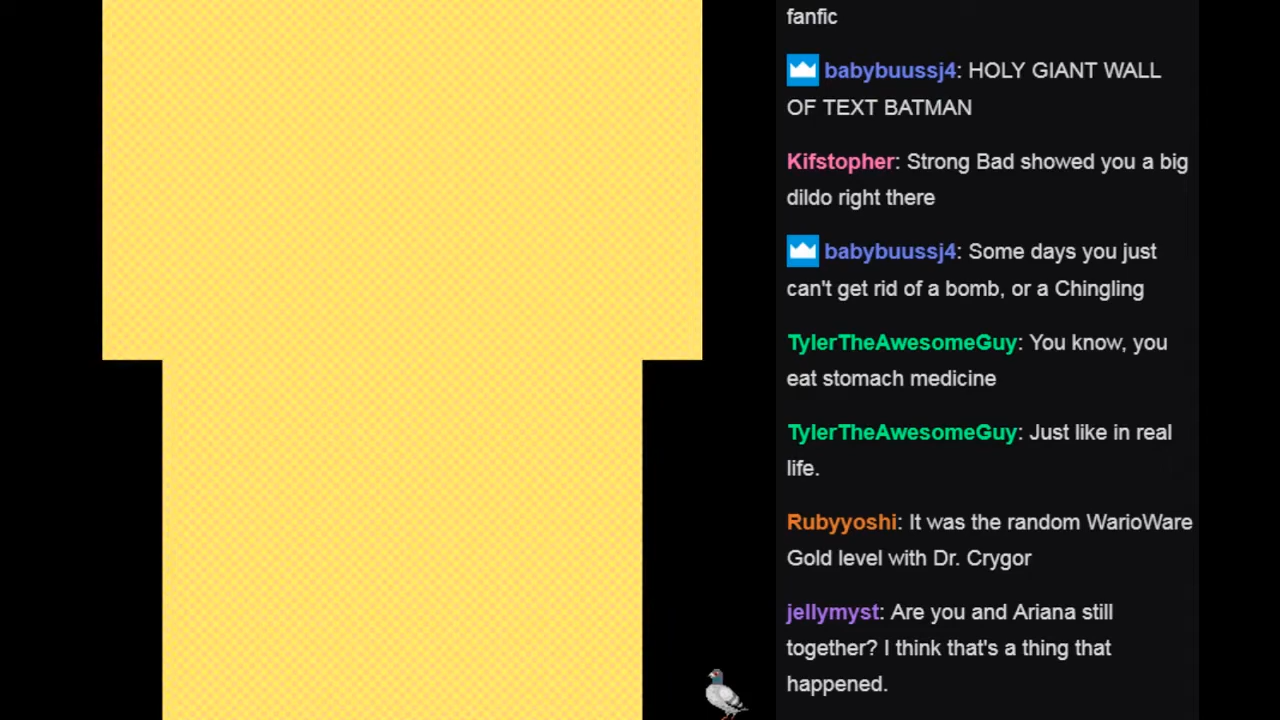 fanfic
babybuussj4: HOLY GIANT WALL
OF TEXT BATMAN
Kifstopher: Strong Bad showed you a big
dildo right there
babybuussj4: Some days you just
can't get rid of a bomb, or a Chingling
TylerTheAwesomeGuy: You know, you
eat stomach medicine
TylerTheAwesomeGuy: Just like in real
life.
Rubyyoshi: It was the random WarioWare
Gold level with Dr. Crygor
jellymyst: Are you and Ariana still
together? I think that's a thing that
happened.